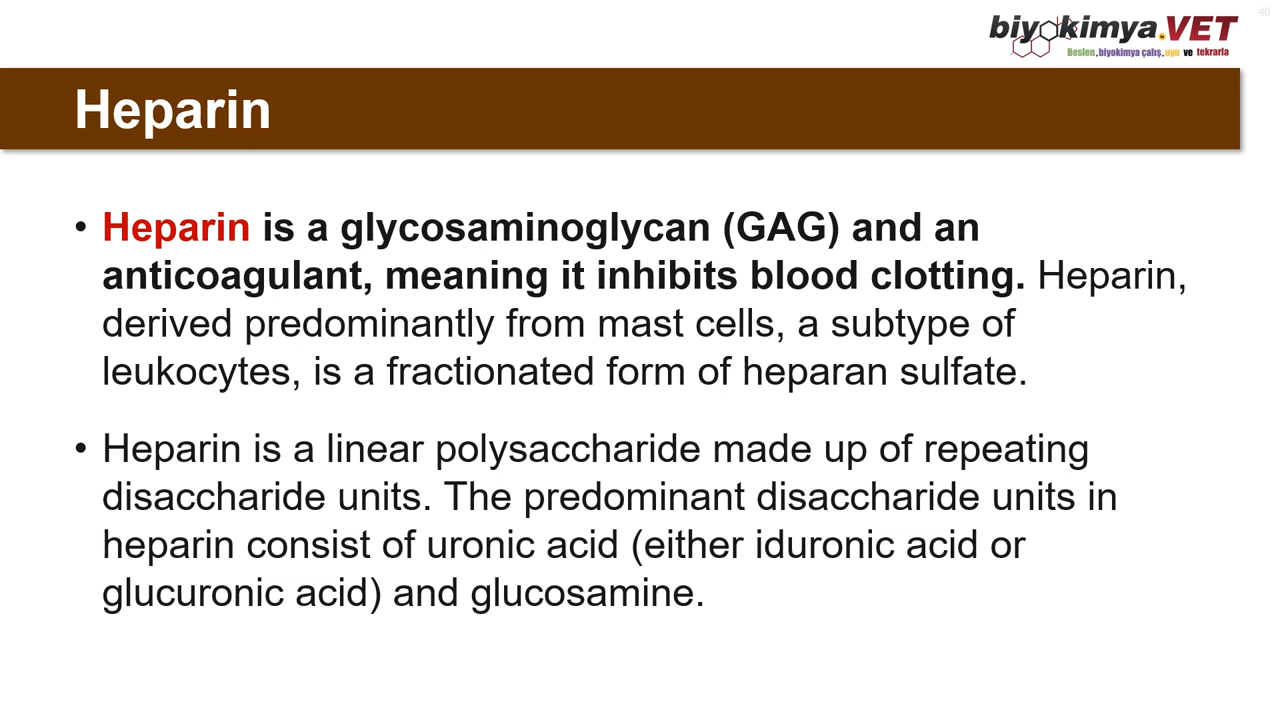 40
biyokimya.VET
Beslen, biyokimya çalış, uyu ve tekrarla
Heparin
• Heparin is a glycosaminoglycan (GAG) and an
anticoagulant, meaning it inhibits blood clotting. Heparin,
derived predominantly from mast cells, a subtype of
leukocytes, is a fractionated form of heparan sulfate.
• Heparin is a linear polysaccharide made up of repeating
disaccharide units. The predominant disaccharide units in
heparin consist of uronic acid (either iduronic acid or
glucuronic acid) and glucosamine.